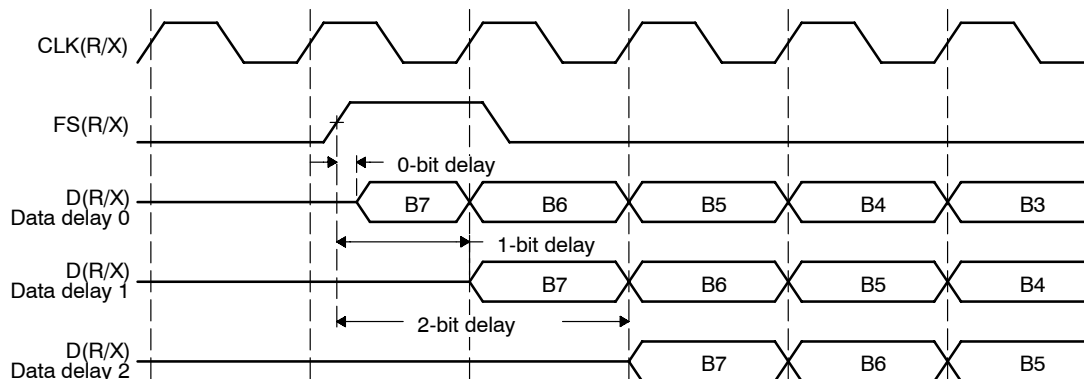 CLK(R/X)
FS(R/X)
0-bit delay
D(R/X)
Data delay 0
B7 B6 B5 B4 B3
1-bit delay
D(R/X)
Data delay 1
B7 B6 B5 B4
2-bit delay
D(R/X)
Data delay 2
B7 B6 B5